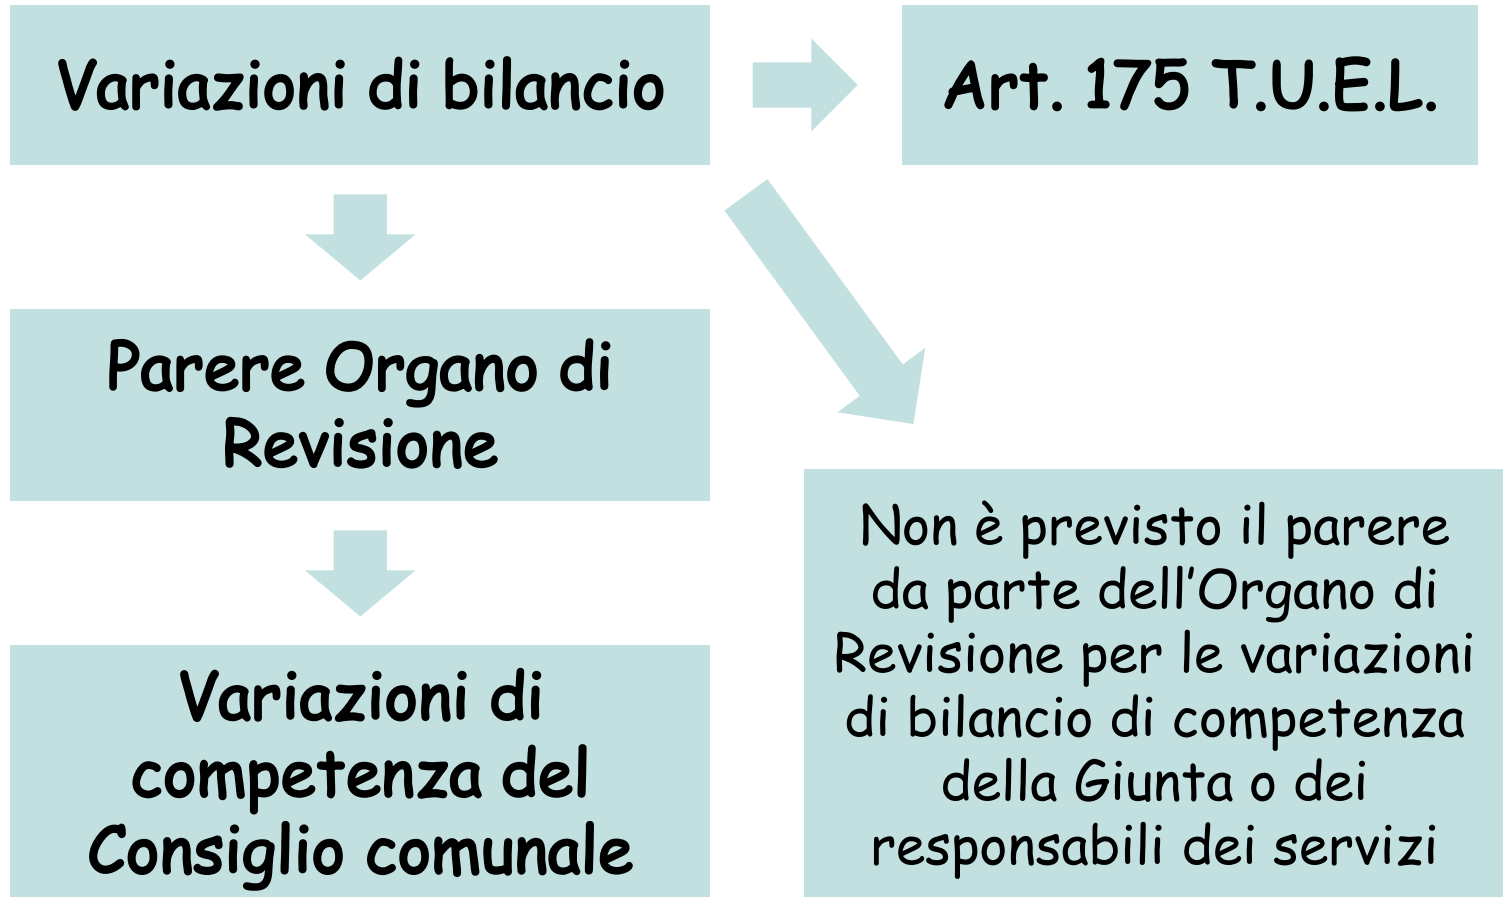 Variazioni di bilancio
Art. 175 T.U.E.L.
Parere Organo di
Revisione
Variazioni di
competenza del
Consiglio comunale
Non è previsto il parere
da parte dell’Organo di
Revisione per le variazioni
di bilancio di competenza
della Giunta o dei
responsabili dei servizi